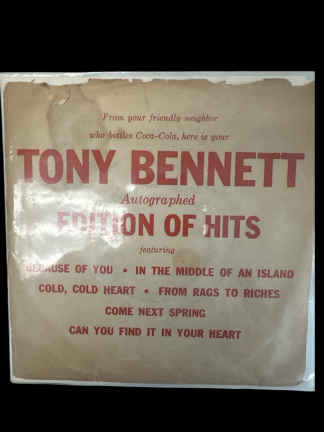 From your friendly neighbor
who bottles Coca-Cola, here is your
TONY BENNETT
Autographed
EDITION OF HITS
featuring
BECAUSE OF YOU • IN THE MIDDLE OF AN ISLAND
COLD, COLD HEART • FROM RAGS TO RICHES
COME NEXT SPRING
CAN YOU FIND IT IN YOUR HEART